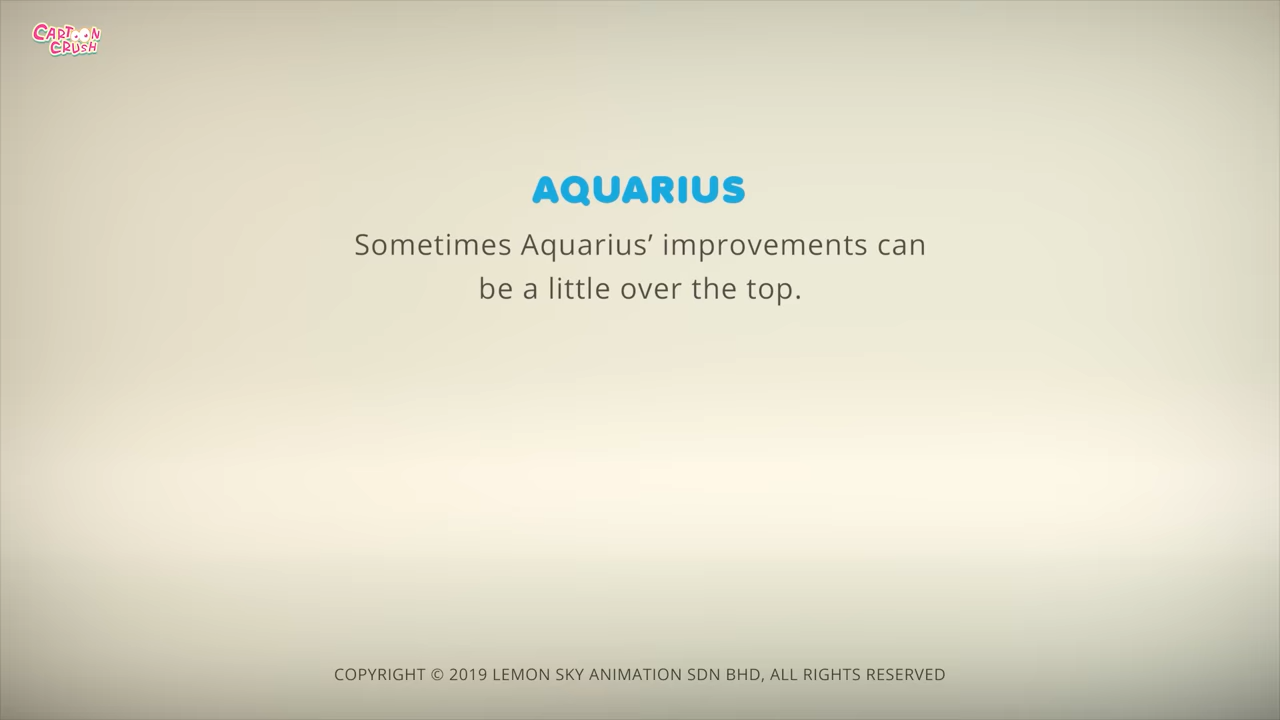 CARTOON
CRUSH
AQUARIUS
Sometimes Aquarius’ improvements can
be a little over the top.
COPYRIGHT © 2019 LEMON SKY ANIMATION SDN BHD, ALL RIGHTS RESERVED